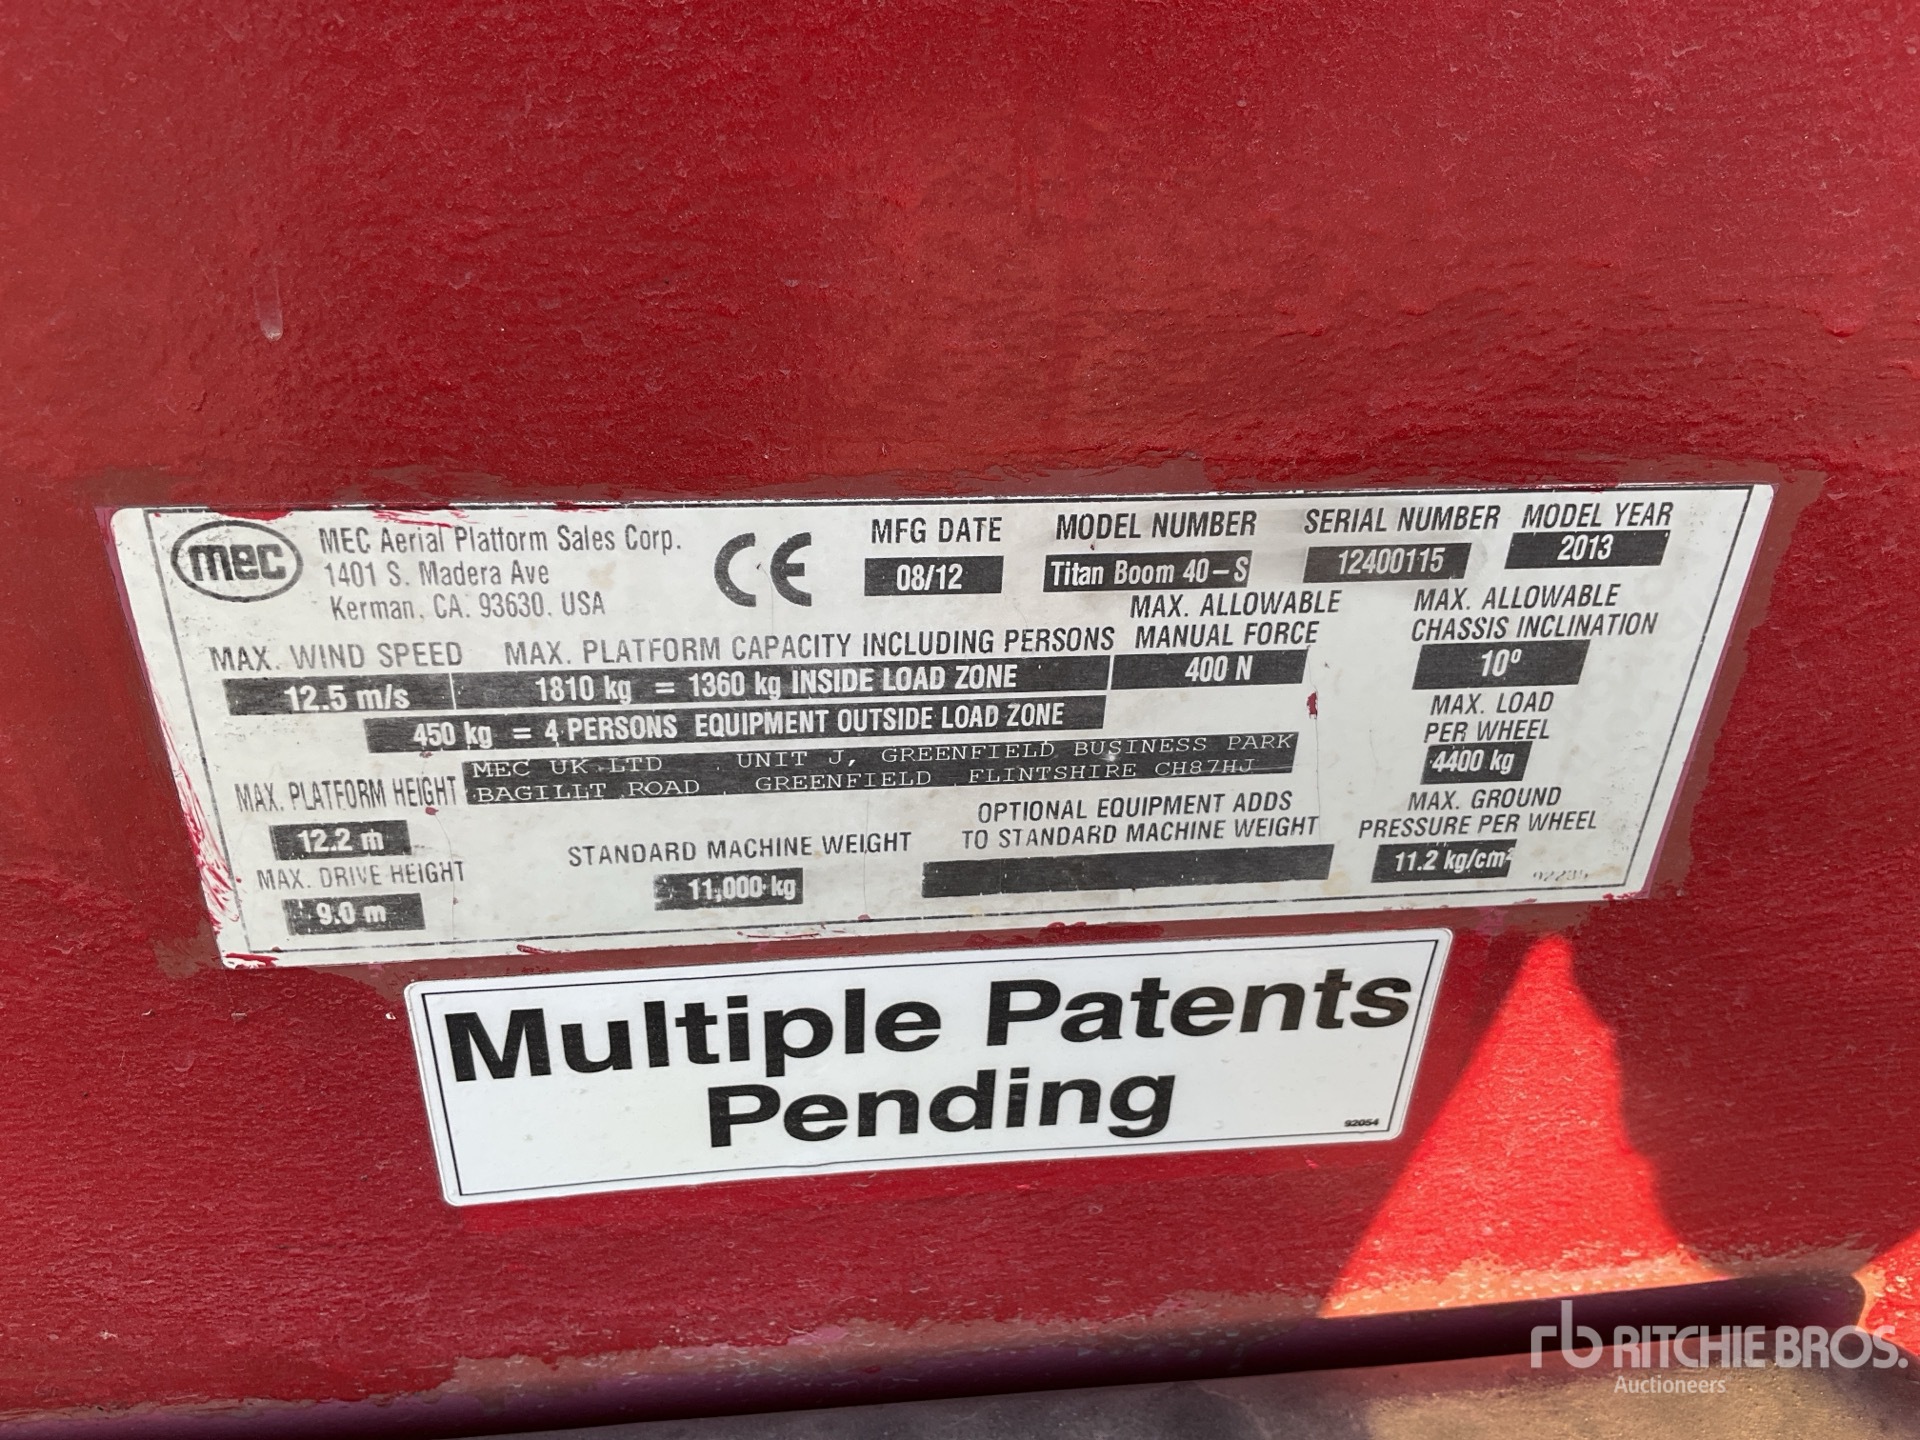 mec
MEC Aerial Platform Sales Corp.
1401 S. Madera Ave
Kerman, CA. 93630. USA
CE
MFG DATE
08/12
MODEL NUMBER
Titan Boom 40-S
SERIAL NUMBER
12400115
MODEL YEAR
2013
MAX. WIND SPEED
12.5 m/s
MAX. PLATFORM CAPACITY INCLUDING PERSONS
1810 kg = 1360 kg INSIDE LOAD ZONE
450 kg = 4 PERSONS EQUIPMENT OUTSIDE LOAD ZONE
MAX. ALLOWABLE
MANUAL FORCE
400 N
MAX. ALLOWABLE
CHASSIS INCLINATION
10º
MAX. LOAD
PER WHEEL
4400 kg
MEC UK LTD UNIT J, GREENFIELD BUSINESS PARK
BAGILLT ROAD GREENFIELD FLINTSHIRE CH87HJ
MAX. PLATFORM HEIGHT
12.2 m
MAX. DRIVE HEIGHT
9.0 m
STANDARD MACHINE WEIGHT
11,000 kg
OPTIONAL EQUIPMENT ADDS
TO STANDARD MACHINE WEIGHT
MAX. GROUND
PRESSURE PER WHEEL
11.2 kg/cm²
92235
Multiple Patents
Pending
92054
rb RITCHIE BROS.
Auctioneers